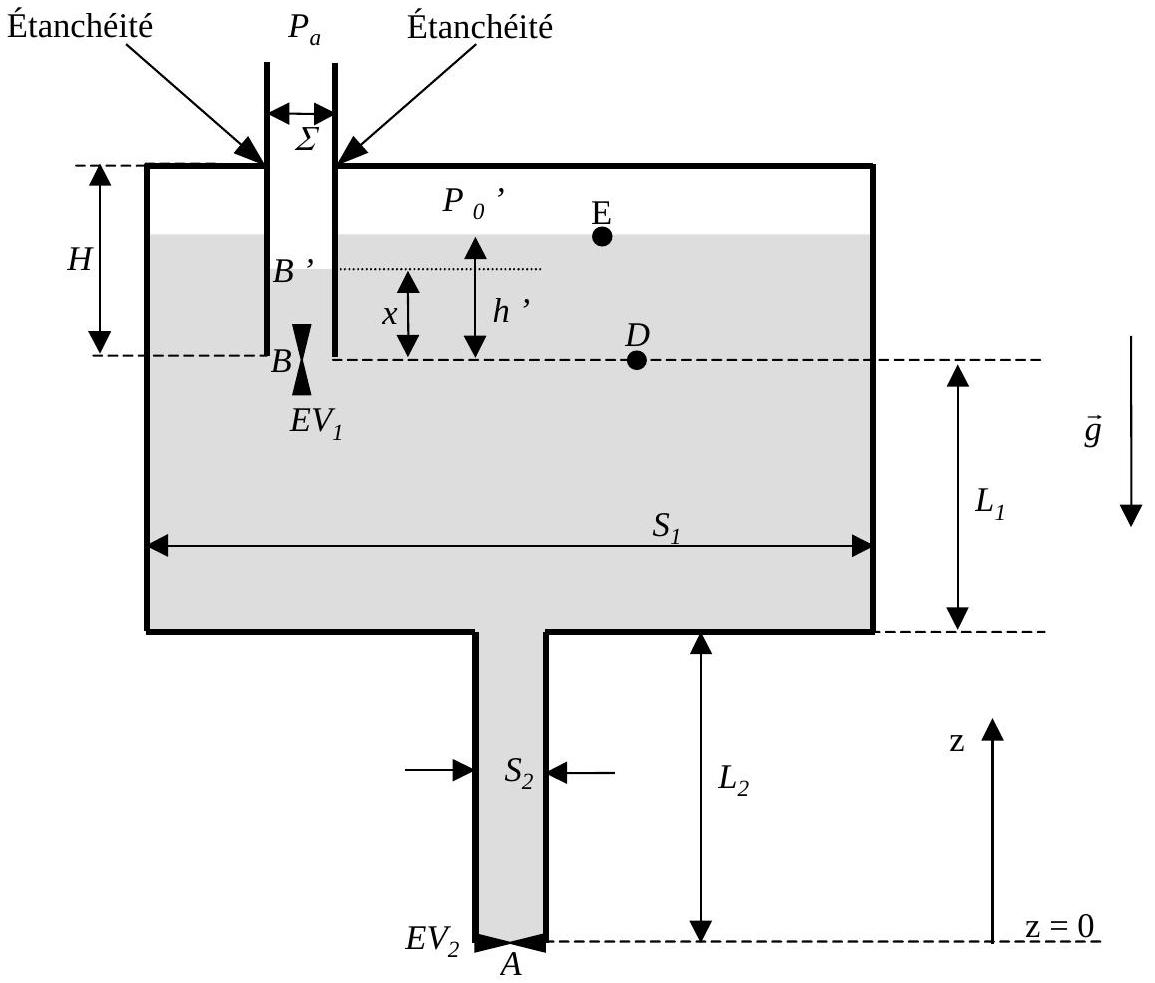 Étanchéité
P_a
Étanchéité
Σ
P_0 ’
E
H
B ’
x
h ’
D
B
EV_1
g⃗
L_1
S_1
z
S_2
L_2
z = 0
EV_2
A